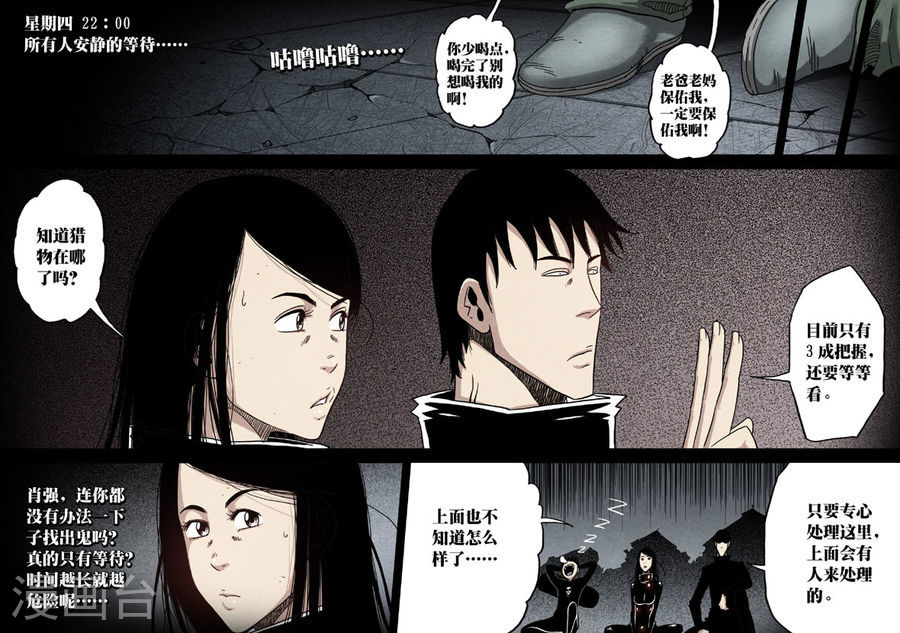 星期四 22：00
所有人安静的等待……
咕噜咕噜……
你少喝点，
喝完了别
想喝我的
啊！
老爸老妈
保佑我，
一定要保
佑我啊！
知道猎
物在哪
了吗？
目前只有
3成把握，
还要等等
看。
肖强，连你都
没有办法一下
子找出鬼吗？
真的只有等待？
时间越长就越
危险呢……
上面也不
知道怎么
样了……
z z z
只要专心
处理这里，
上面会有
人来处理
的。
漫画台